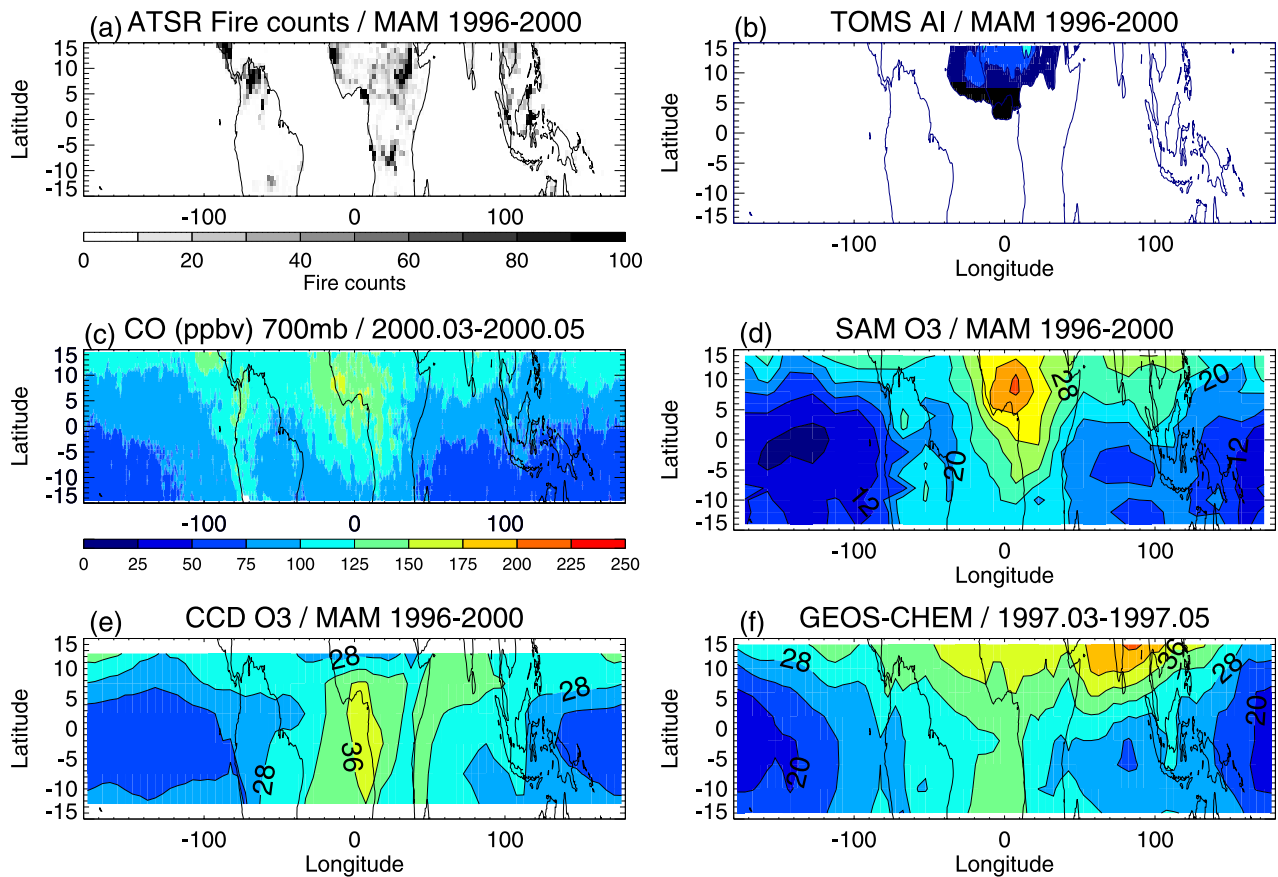 (a) ATSR Fire counts / MAM 1996-2000
Latitude
15
10
5
0
-5
-10
-15
-100 0 100
0 20 40 60 80 100
Fire counts
(b) TOMS AI / MAM 1996-2000
Latitude
15
10
5
0
-5
-10
-15
-100 0 100
Longitude
(c) CO (ppbv) 700mb / 2000.03-2000.05
Latitude
15
10
5
0
-5
-10
-15
-100 0 100
0 25 50 75 100 125 150 175 200 225 250
(d) SAM O3 / MAM 1996-2000
Latitude
15
10
5
0
-5
-10
-15
28
20
20
12
12
-100 0 100
Longitude
(e) CCD O3 / MAM 1996-2000
Latitude
15
10
5
0
-5
-10
-15
28
28
36
28
-100 0 100
Longitude
(f) GEOS-CHEM / 1997.03-1997.05
Latitude
15
10
5
0
-5
-10
-15
28
36
28
20
20
-100 0 100
Longitude